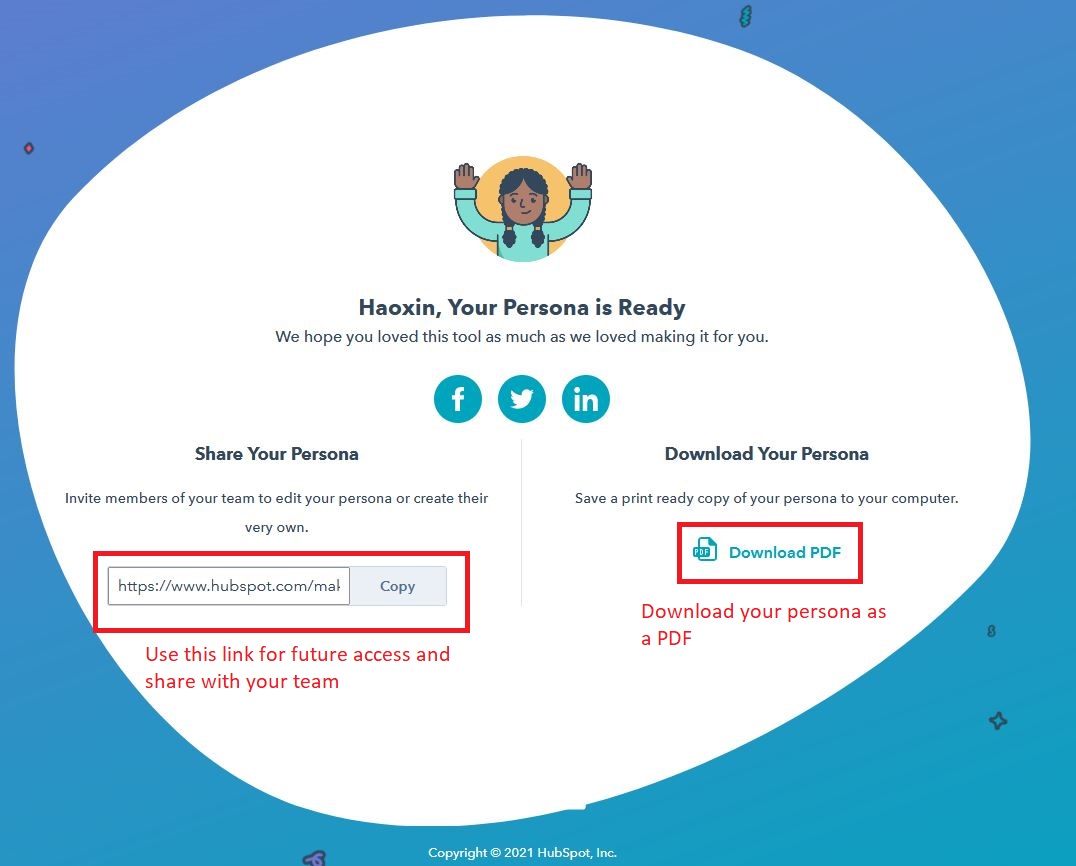 Haoxin, Your Persona is Ready
We hope you loved this tool as much as we loved making it for you.
f
in
Share Your Persona
Invite members of your team to edit your persona or create their
very own.
https://www.hubspot.com/mak
Copy
Use this link for future access and
share with your team
Download Your Persona
Save a print ready copy of your persona to your computer.
PDF Download PDF
Download your persona as
a PDF
Copyright © 2021 HubSpot, Inc.